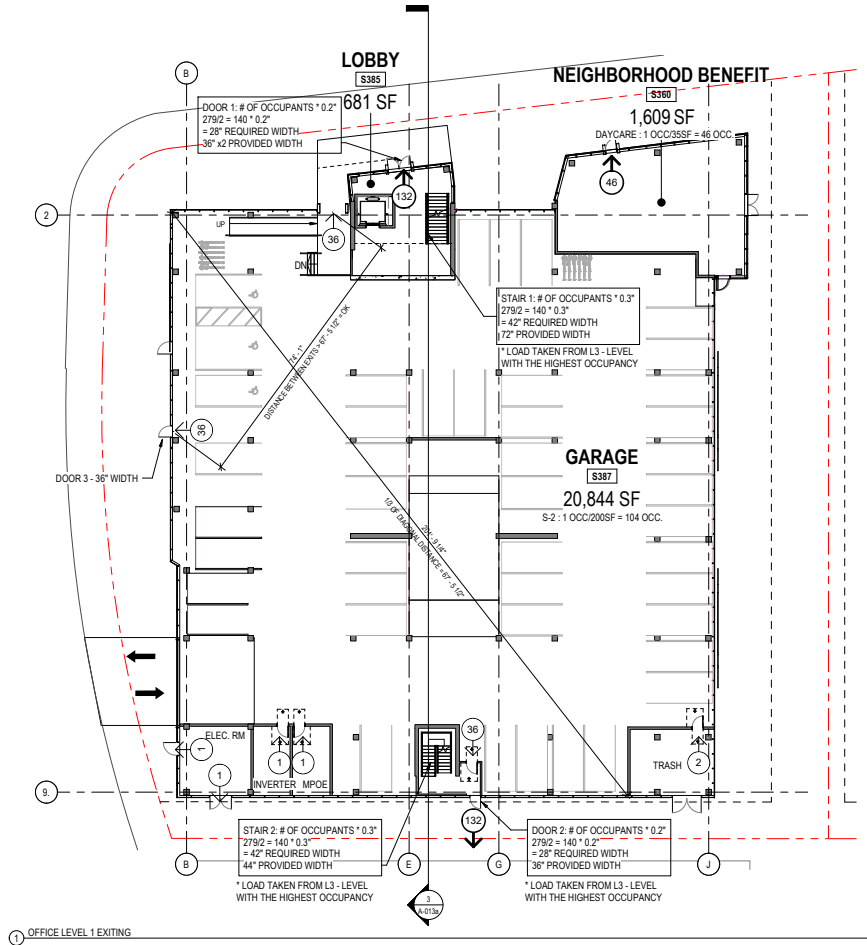 LOBBY
S385
681 SF
NEIGHBORHOOD BENEFIT
S360
1,609 SF
DAYCARE : 1 OCC/35SF = 46 OCC.
B
DOOR 1: # OF OCCUPANTS * 0.2"
279/2 = 140 * 0.2"
= 28" REQUIRED WIDTH
36" x2 PROVIDED WIDTH
132
46
2
UP
36
DN
STAIR 1: # OF OCCUPANTS * 0.3"
279/2 = 140 * 0.3"
= 42" REQUIRED WIDTH
72" PROVIDED WIDTH
* LOAD TAKEN FROM L3 - LEVEL
WITH THE HIGHEST OCCUPANCY
74' - 1"
DISTANCE BETWEEN EXITS > 67' - 5 1/2" = OK
36
DOOR 3 - 36" WIDTH
GARAGE
S387
20,844 SF
S-2 : 1 OCC/200SF = 104 OCC.
201' - 9 1/4"
1/3 OF DIAGONAL DISTANCE = 67' - 5 1/2"
ELEC. RM
1
1
1
1
INVERTER
MPOE
36
TRASH
2
9.
132
STAIR 2: # OF OCCUPANTS * 0.3"
279/2 = 140 * 0.3"
= 42" REQUIRED WIDTH
44" PROVIDED WIDTH
* LOAD TAKEN FROM L3 - LEVEL
WITH THE HIGHEST OCCUPANCY
DOOR 2: # OF OCCUPANTS * 0.2"
279/2 = 140 * 0.2"
= 28" REQUIRED WIDTH
36" PROVIDED WIDTH
* LOAD TAKEN FROM L3 - LEVEL
WITH THE HIGHEST OCCUPANCY
B
E
G
J
3
A-013a
1
OFFICE LEVEL 1 EXITING